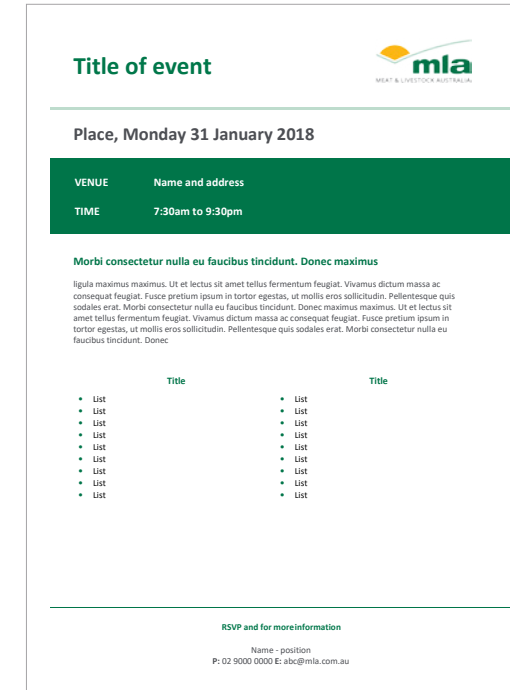 Title of event
mla
MEAT & LIVESTOCK AUSTRALIA
Place, Monday 31 January 2018
VENUE Name and address
TIME 7:30am to 9:30pm
Morbi consectetur nulla eu faucibus tincidunt. Donec maximus
ligula maximus maximus. Ut et lectus sit amet tellus fermentum feugiat. Vivamus dictum massa ac
consequat feugiat. Fusce pretium ipsum in tortor egestas, ut mollis eros sollicitudin. Pellentesque quis
sodales erat. Morbi consectetur nulla eu faucibus tincidunt. Donec maximus maximus. Ut et lectus sit
amet tellus fermentum feugiat. Vivamus dictum massa ac consequat feugiat. Fusce pretium ipsum in
tortor egestas, ut mollis eros sollicitudin. Pellentesque quis sodales erat. Morbi consectetur nulla eu
faucibus tincidunt. Donec
Title
• List
• List
• List
• List
• List
• List
• List
• List
• List
Title
• List
• List
• List
• List
• List
• List
• List
• List
• List
RSVP and for moreinformation
Name - position
P: 02 9000 0000 E: abc@mla.com.au